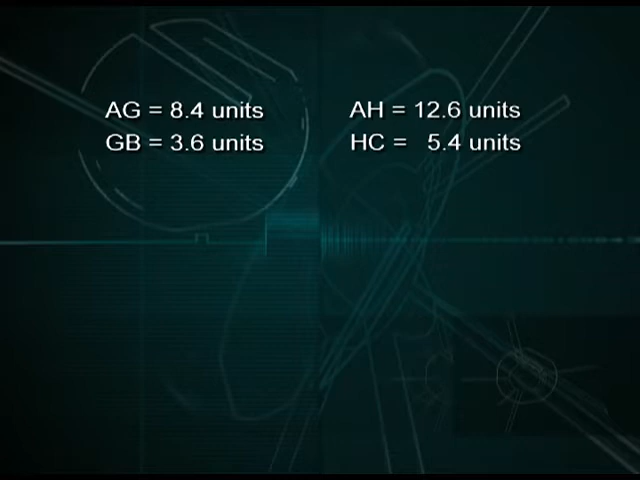 AG = 8.4 units
GB = 3.6 units
AH = 12.6 units
HC = 5.4 units